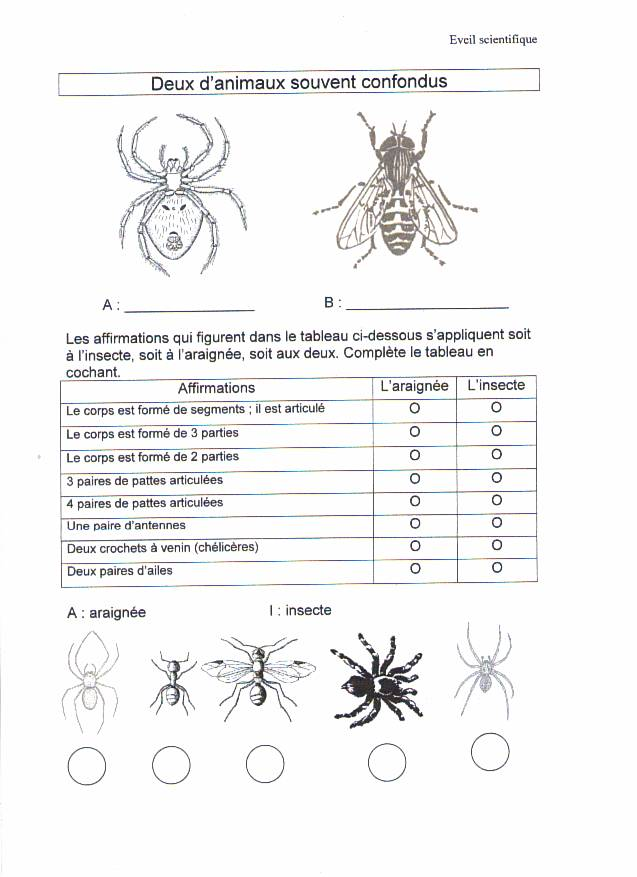 Eveil scientifique
Deux d'animaux souvent confondus
A : _______________ B : _______________
Les affirmations qui figurent dans le tableau ci-dessous s'appliquent soit
à l'insecte, soit à l'araignée, soit aux deux. Complète le tableau en
cochant.
Affirmations L'araignée L'insecte
Le corps est formé de segments ; il est articulé O O
Le corps est formé de 3 parties O O
Le corps est formé de 2 parties O O
3 paires de pattes articulées O O
4 paires de pattes articulées O O
Une paire d'antennes O O
Deux crochets à venin (chélicères) O O
Deux paires d'ailes O O
A : araignée I : insecte